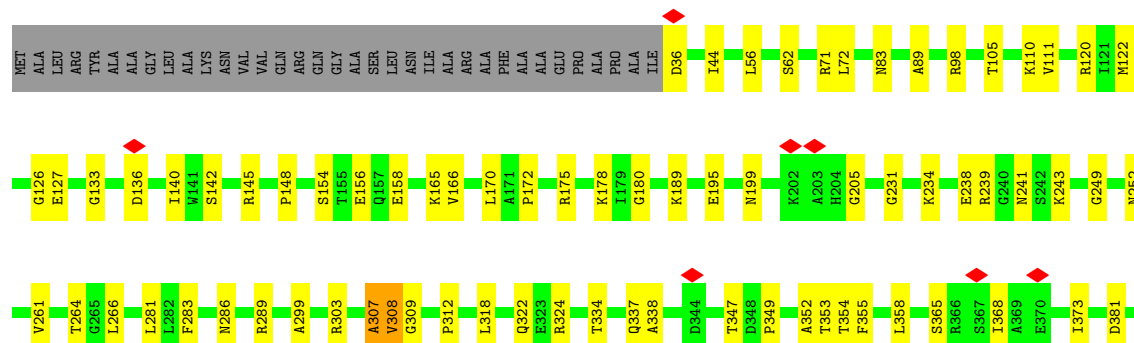 MET ALA LEU ARG TYR ALA ALA GLY LEU ALA LYS ASN VAL VAL GLN ARG GLN GLY ALA SER LEU ASN ILE ALA ARG PHE ALA ALA GLU PRO ALA PRO ALA ILE D36 I44 L56 S62 R71 L72 N83 A89 R98 T105 K110 V111 R120 I121 M122
G126 E127 G133 D136 I140 W141 S142 R145 P148 S154 T155 E156 Q157 E158 K165 V166 L170 A171 P172 R175 K178 I179 G180 K189 E195 N199 K202 A203 H204 G205 G231 K234 E238 R239 G240 N241 S242 K243 G249 N252
V261 T264 G265 L266 L281 L282 F283 N286 R289 A299 R303 A307 V308 G309 P312 L318 Q322 E323 R324 T334 Q337 A338 D344 T347 D348 P349 A352 T353 T354 F355 L358 S365 R366 S367 I368 A369 E370 I373 D381